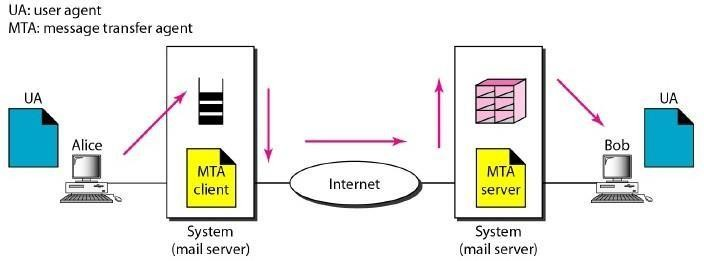 UA: user agent
MTA: message transfer agent
UA
Alice
MTA
client
System
(mail server)
Internet
MTA
server
System
(mail server)
Bob
UA